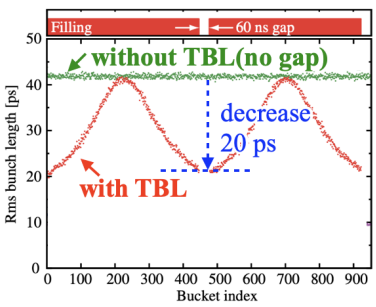 Filling
60 ns gap
without TBL(no gap)
decrease
20 ps
with TBL
Rms bunch length [ps]
50
40
30
20
10
0
0 100 200 300 400 500 600 700 800 900
Bucket index